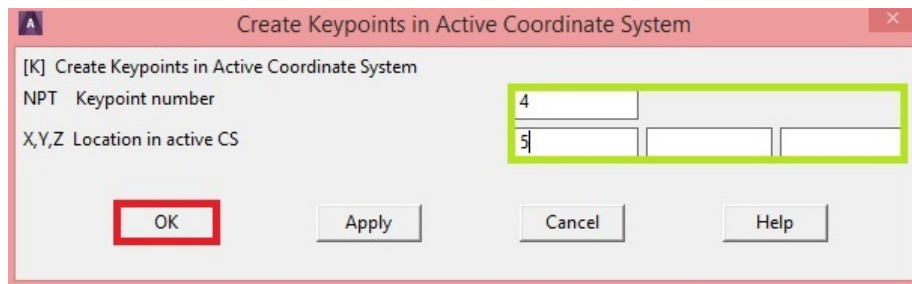 A Create Keypoints in Active Coordinate System
[K] Create Keypoints in Active Coordinate System
NPT Keypoint number 4
X,Y,Z Location in active CS 5
OK Apply Cancel Help